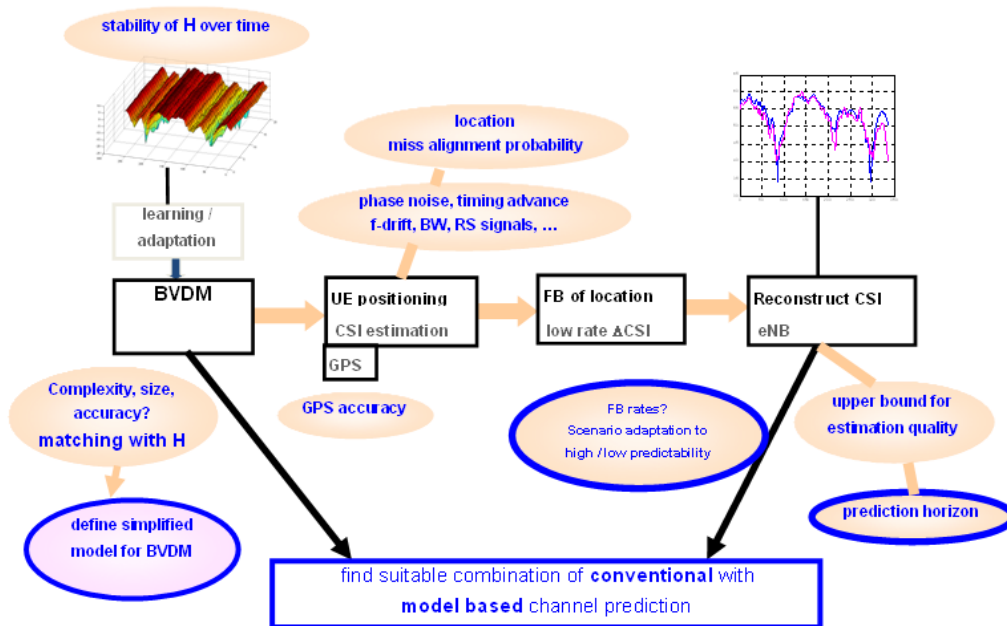 stability of H over time
location
miss alignment probability
phase noise, timing advance
f-drift, BW, RS signals, ...
learning /
adaptation
BVDM
UE positioning
CSI estimation
GPS
FB of location
low rate ΔCSI
Reconstruct CSI
eNB
Complexity, size,
accuracy?
matching with H
GPS accuracy
FB rates?
Scenario adaptation to
high / low predictability
upper bound for
estimation quality
define simplified
model for BVDM
prediction horizon
find suitable combination of conventional with
model based channel prediction